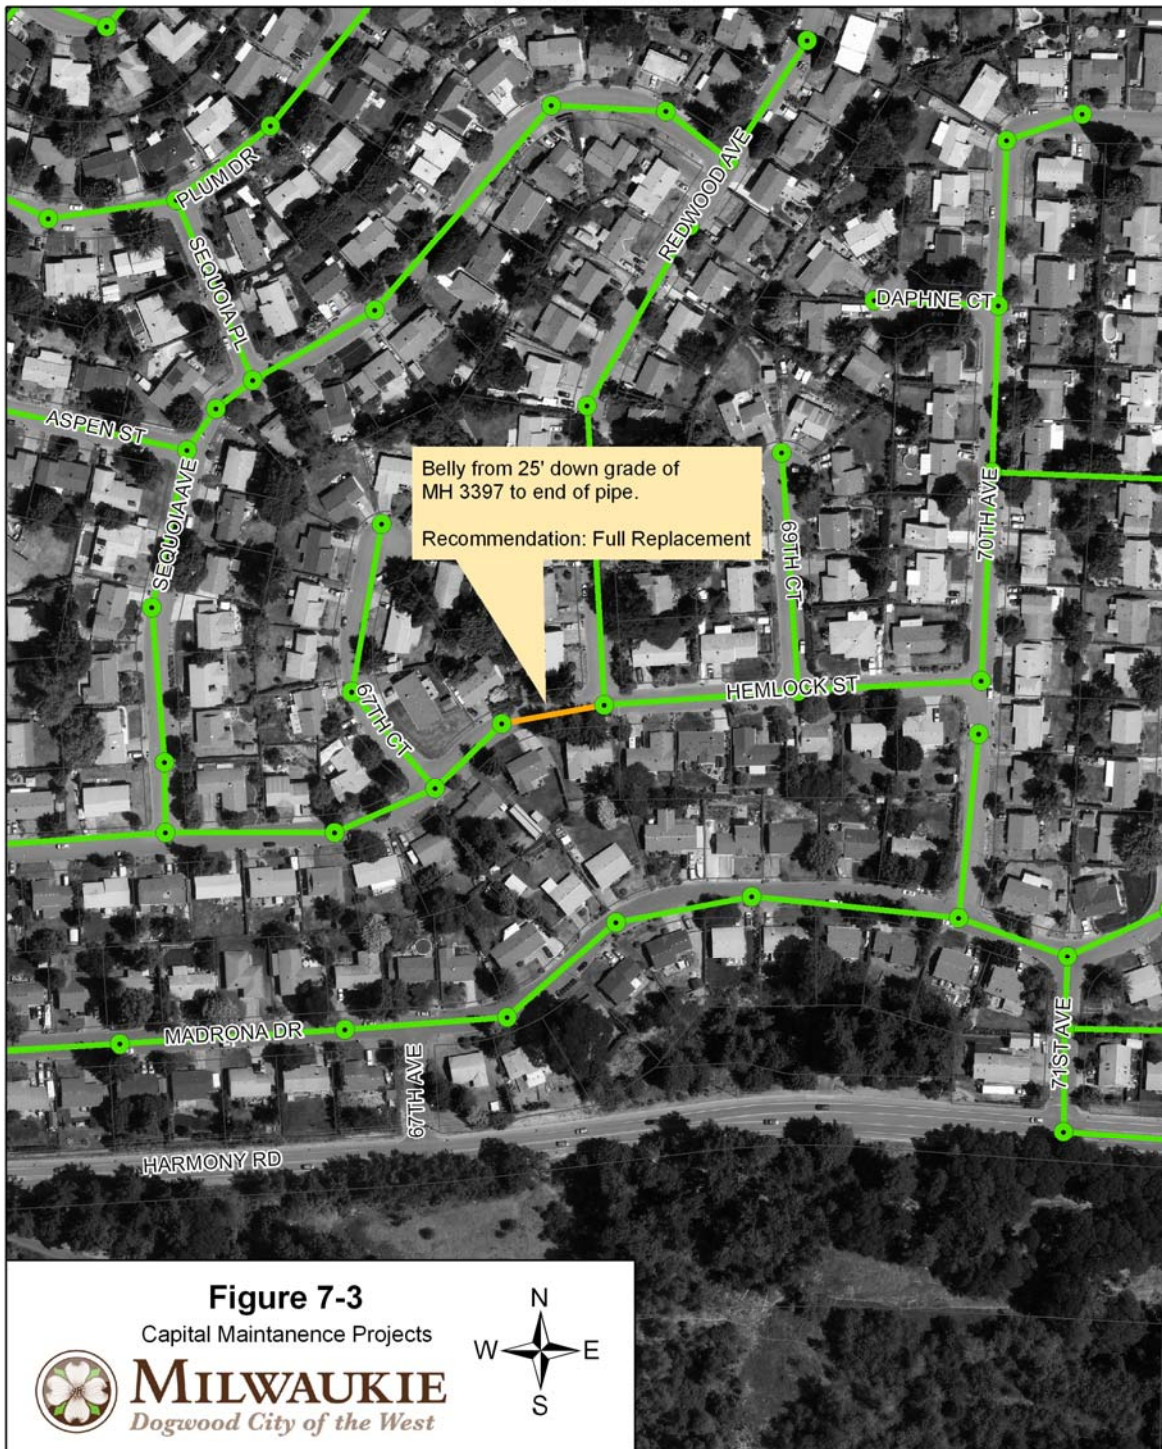 PLUM DR
REDWOOD AVE
SEQUOIA PL
DAPHNE CT
ASPEN ST
Belly from 25' down grade of
MH 3397 to end of pipe.
Recommendation: Full Replacement
SEQUOIA AVE
69TH CT
70TH AVE
67TH CT
HEMLOCK ST
MADRONA DR
67TH AVE
71ST AVE
HARMONY RD
Figure 7-3
Capital Maintanence Projects
N
W E
S
MILWAUKIE
Dogwood City of the West